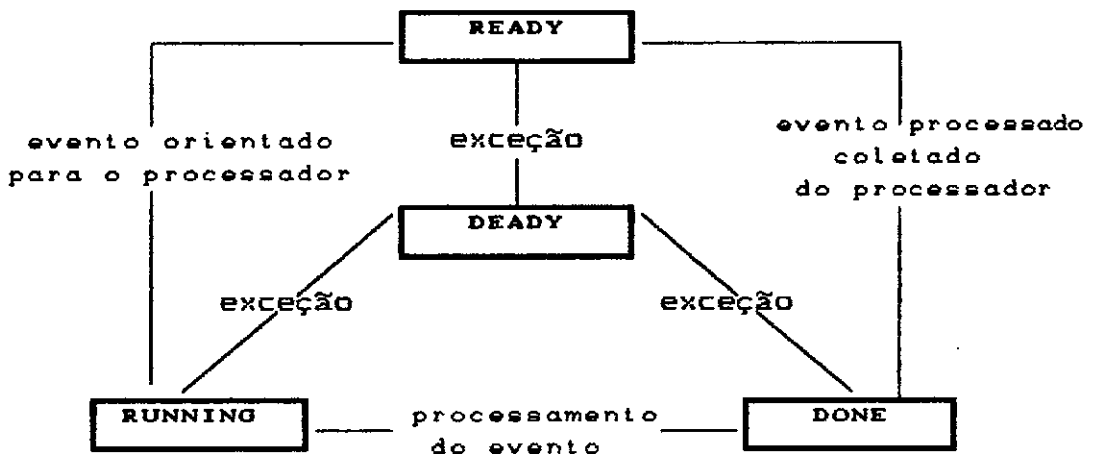 READY
evento orientado
para o processador
exceção
evento processado
coletado
do processador
DEADY
exceção
exceção
RUNNING
processamento
do evento
DONE